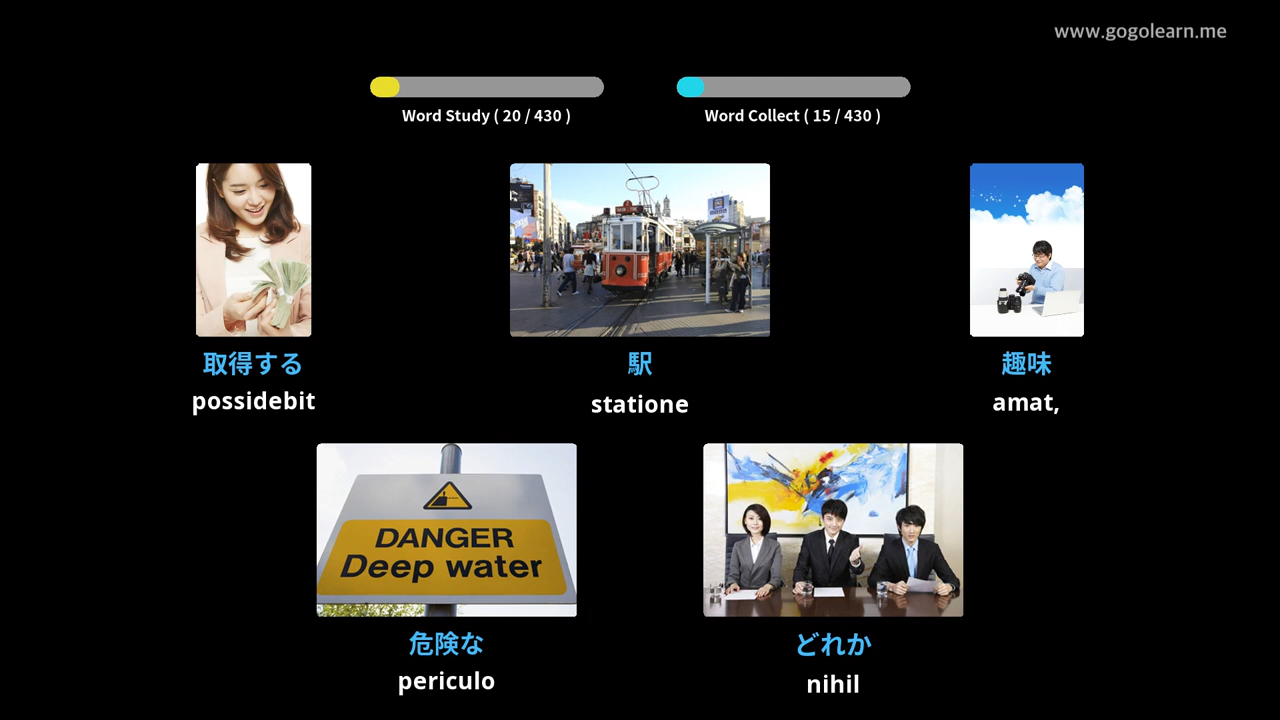 www.gogolearn.me
Word Study ( 20 / 430 )
Word Collect ( 15 / 430 )
取得する
possidebit
駅
statione
趣味
amat,
DANGER
Deep water
危険な
periculo
どれか
nihil